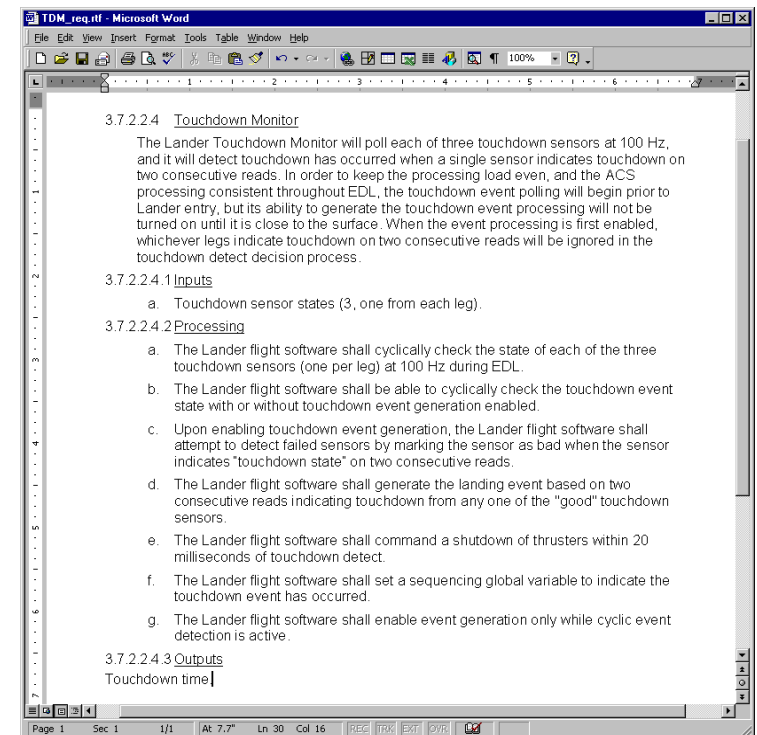 TDM_req.rtf - Microsoft Word
File Edit View Insert Format Tools Table Window Help
100%
1 2 3 4 5 6 7
3.7.2.2.4 Touchdown Monitor
The Lander Touchdown Monitor will poll each of three touchdown sensors at 100 Hz,
and it will detect touchdown has occurred when a single sensor indicates touchdown on
two consecutive reads. In order to keep the processing load even, and the ACS
processing consistent throughout EDL, the touchdown event polling will begin prior to
Lander entry, but its ability to generate the touchdown event processing will not be
turned on until it is close to the surface. When the event processing is first enabled,
whichever legs indicate touchdown on two consecutive reads will be ignored in the
touchdown detect decision process.
3.7.2.2.4.1 Inputs
a. Touchdown sensor states (3, one from each leg).
3.7.2.2.4.2 Processing
a. The Lander flight software shall cyclically check the state of each of the three
touchdown sensors (one per leg) at 100 Hz during EDL.
b. The Lander flight software shall be able to cyclically check the touchdown event
state with or without touchdown event generation enabled.
c. Upon enabling touchdown event generation, the Lander flight software shall
attempt to detect failed sensors by marking the sensor as bad when the sensor
indicates "touchdown state" on two consecutive reads.
d. The Lander flight software shall generate the landing event based on two
consecutive reads indicating touchdown from any one of the "good" touchdown
sensors.
e. The Lander flight software shall command a shutdown of thrusters within 20
milliseconds of touchdown detect.
f. The Lander flight software shall set a sequencing global variable to indicate the
touchdown event has occurred.
g. The Lander flight software shall enable event generation only while cyclic event
detection is active.
3.7.2.2.4.3 Outputs
Touchdown time.
Page 1 Sec 1 1/1 At 7.7" Ln 30 Col 16 REC TRK EXT OVR